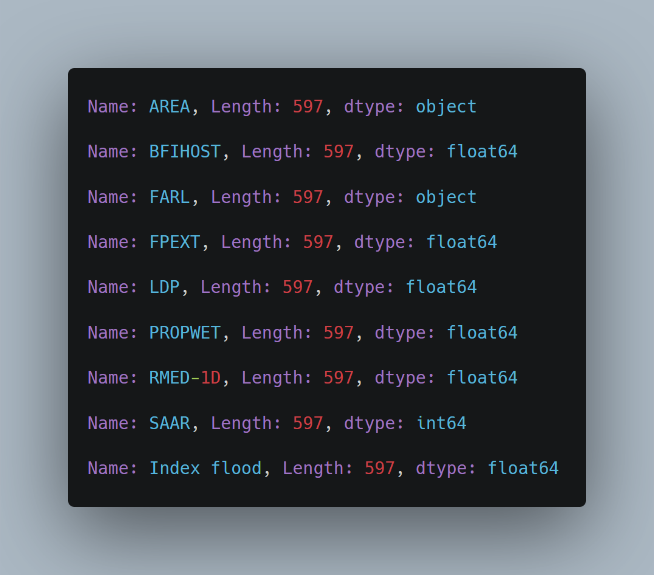 Name: AREA, Length: 597, dtype: object
Name: BFIHOST, Length: 597, dtype: float64
Name: FARL, Length: 597, dtype: object
Name: FPEXT, Length: 597, dtype: float64
Name: LDP, Length: 597, dtype: float64
Name: PROPWET, Length: 597, dtype: float64
Name: RMED-1D, Length: 597, dtype: float64
Name: SAAR, Length: 597, dtype: int64
Name: Index flood, Length: 597, dtype: float64